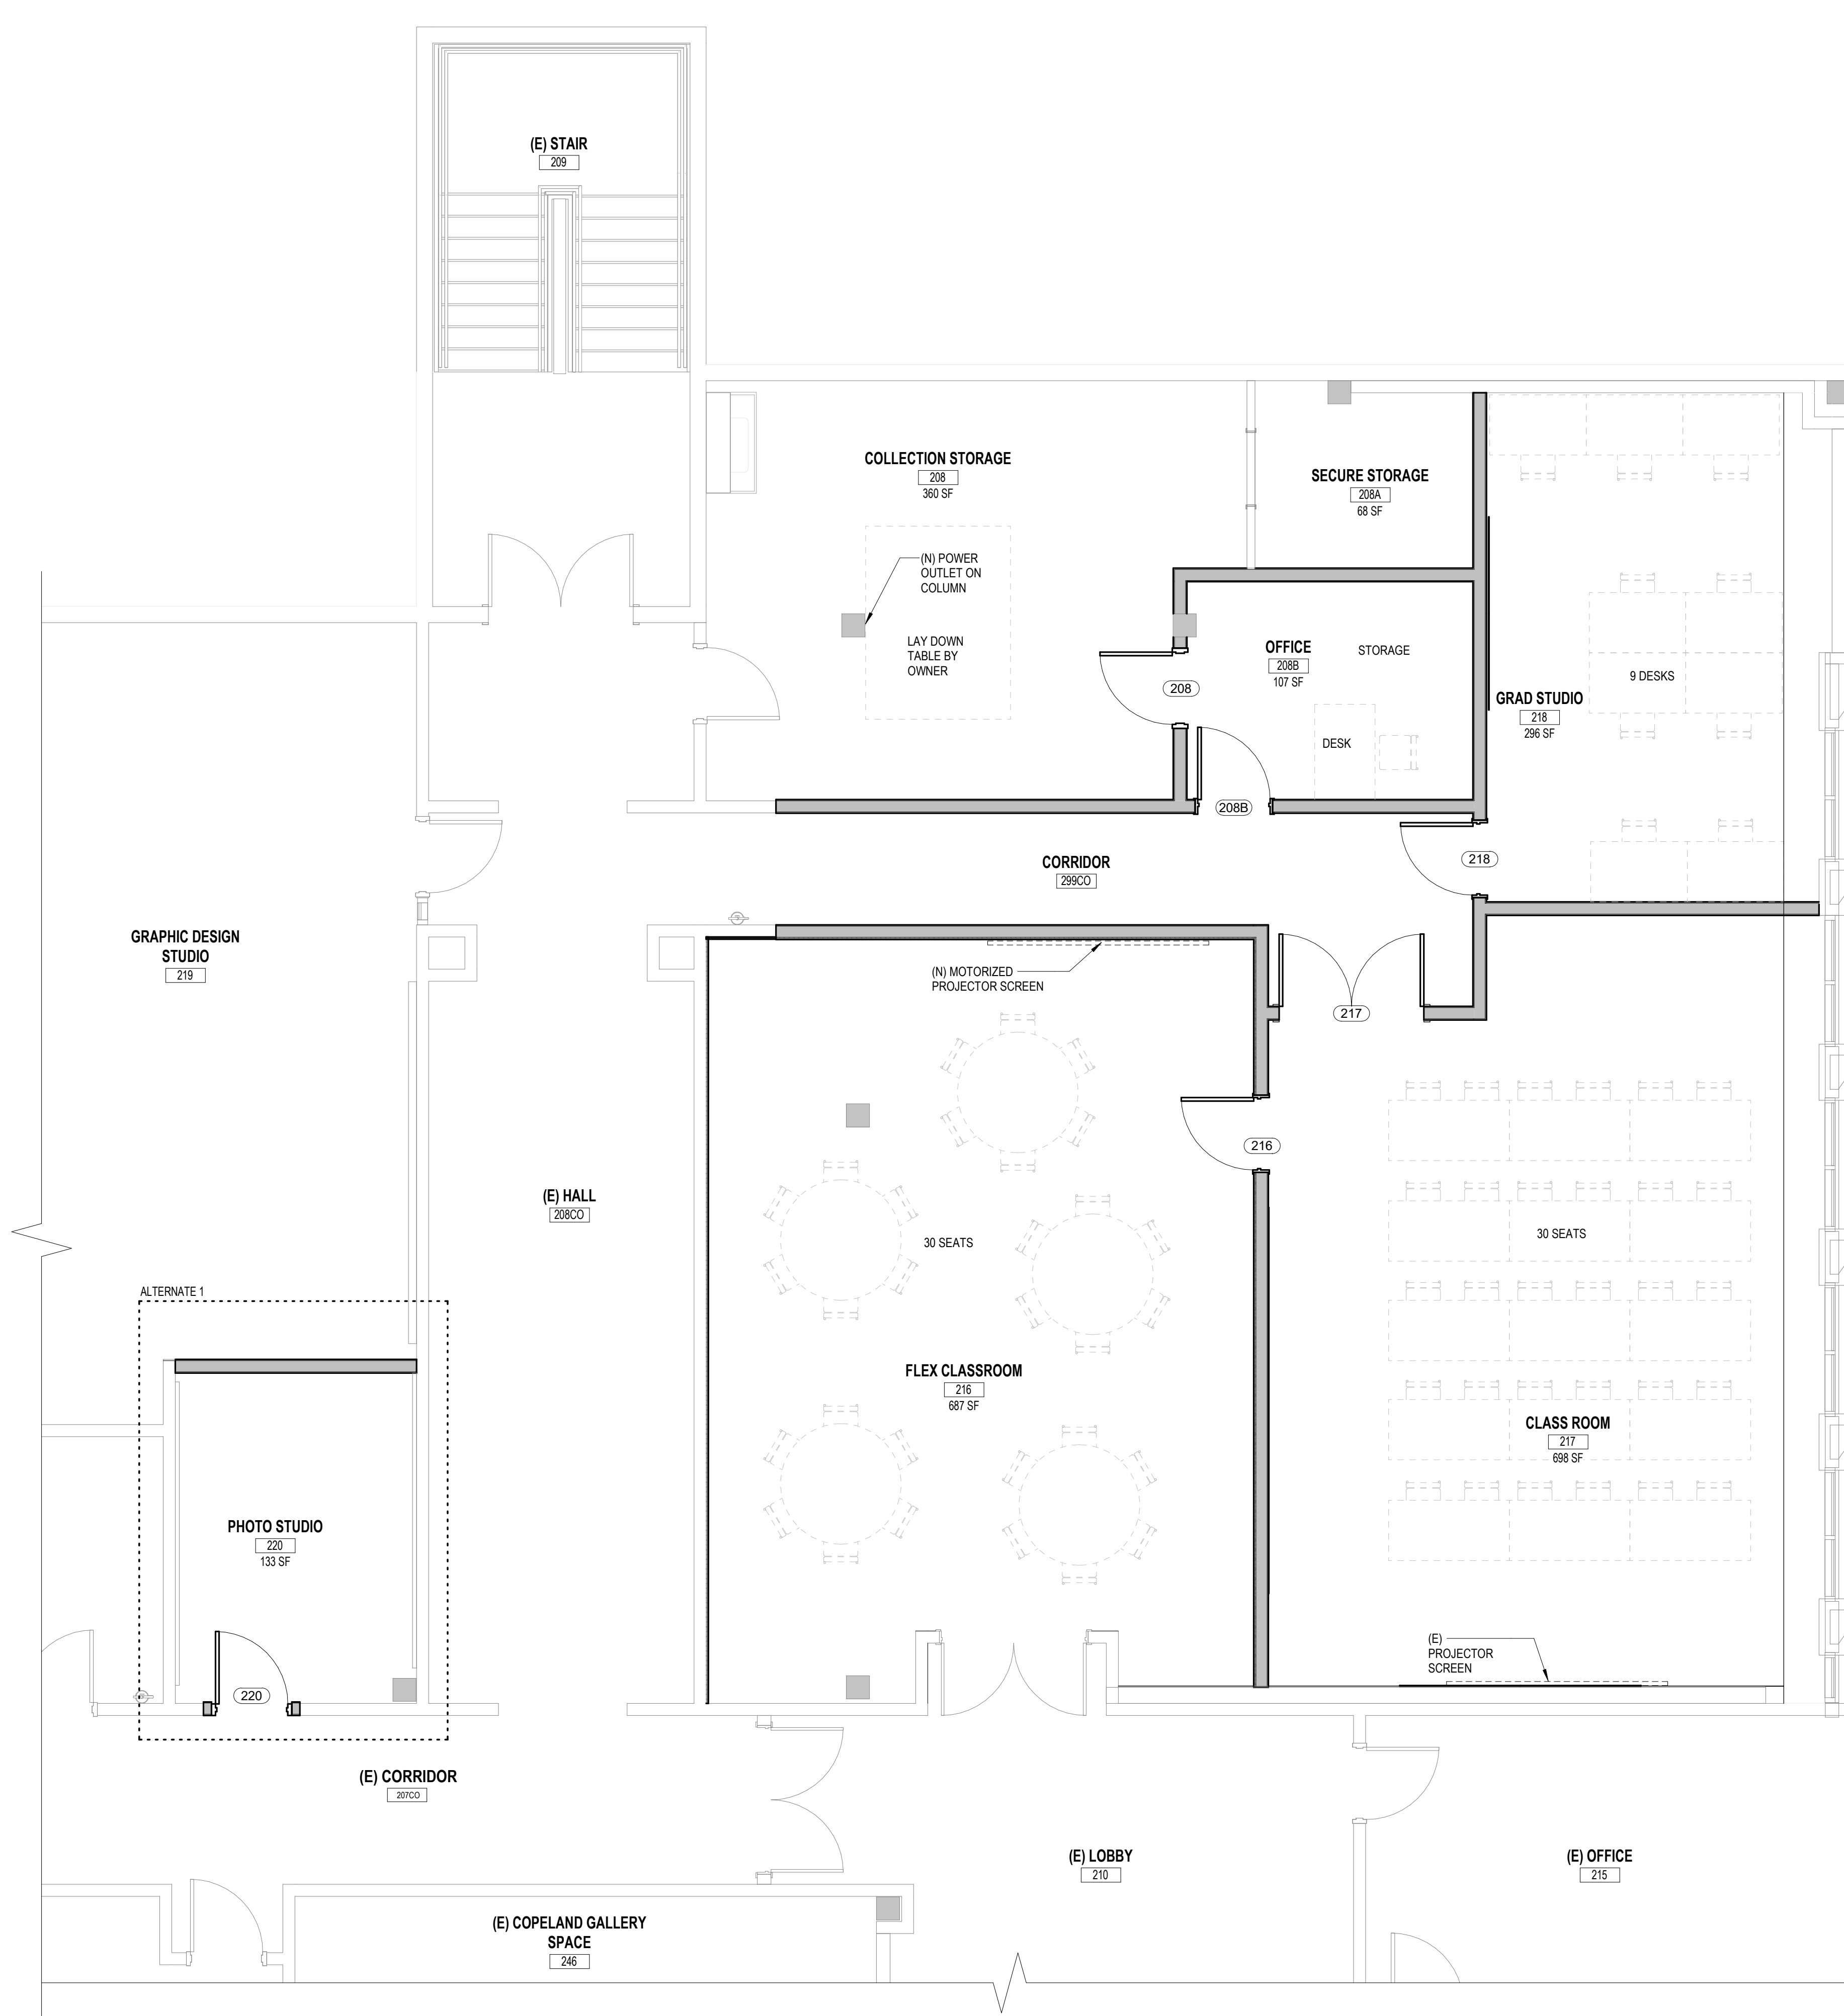 (E) STAIR
209
COLLECTION STORAGE
208
360 SF
SECURE STORAGE
208A
68 SF
(N) POWER
OUTLET ON
COLUMN
LAY DOWN
TABLE BY
OWNER
OFFICE
208B
107 SF
STORAGE
DESK
208
208B
9 DESKS
GRAD STUDIO
218
296 SF
218
CORRIDOR
299CO
GRAPHIC DESIGN
STUDIO
219
(N) MOTORIZED
PROJECTOR SCREEN
217
216
(E) HALL
208CO
30 SEATS
30 SEATS
ALTERNATE 1
FLEX CLASSROOM
216
687 SF
CLASS ROOM
217
698 SF
PHOTO STUDIO
220
133 SF
220
(E)
PROJECTOR
SCREEN
(E) CORRIDOR
207CO
(E) LOBBY
210
(E) OFFICE
215
(E) COPELAND GALLERY
SPACE
246